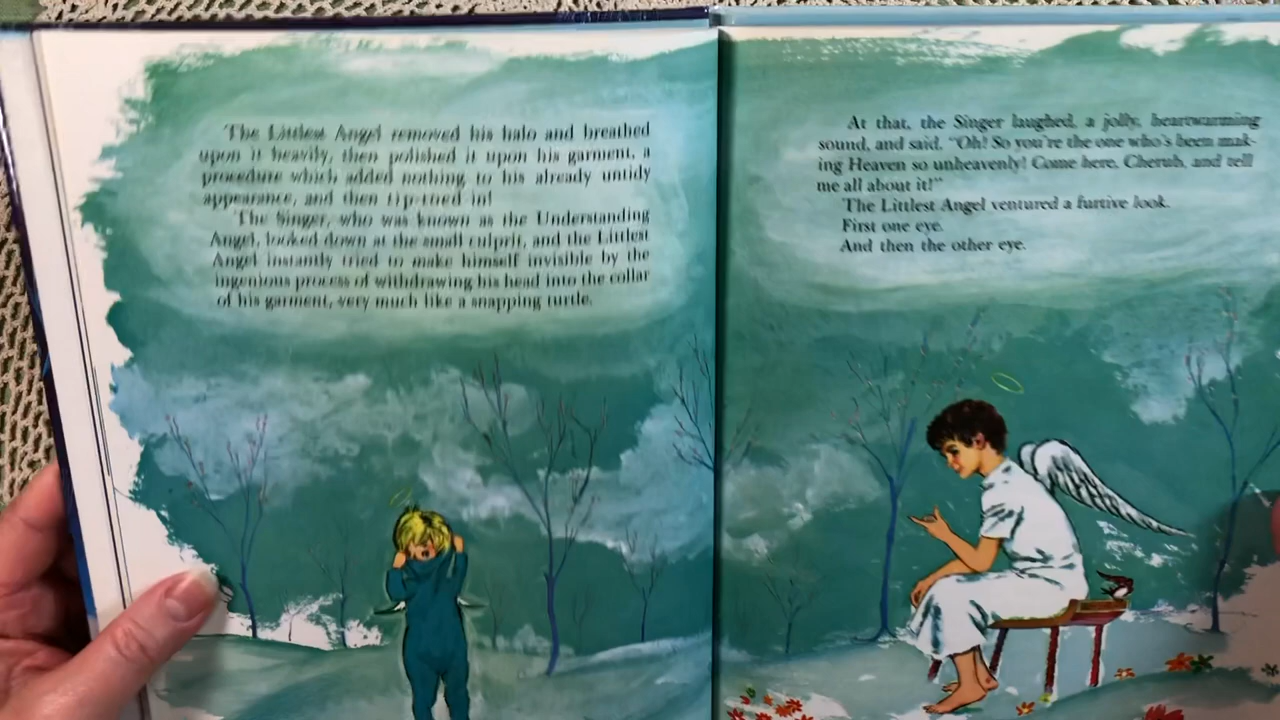 The Littlest Angel removed his halo and breathed
upon it heavily, then polished it upon his garment, a
procedure which added nothing to his already untidy
appearance, and then tip-toed in!
The Singer, who was known as the Understanding
Angel, looked down at the small culprit, and the Littlest
Angel instantly tried to make himself invisible by the
ingenious process of withdrawing his head into the collar
of his garment, very much like a snapping turtle.
At that, the Singer laughed, a jolly, heartwarming
sound, and said, "Oh! So you're the one who's been mak-
ing Heaven so unheavenly! Come here, Cherub, and tell
me all about it!"
The Littlest Angel ventured a furtive look.
First one eye.
And then the other eye.